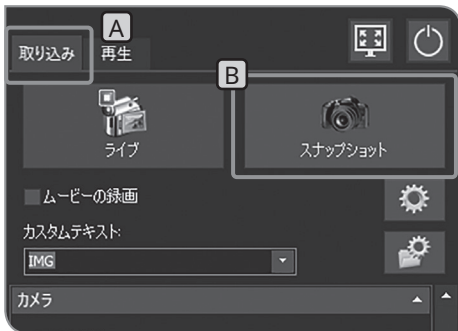 A
取り込み 再生
B
ライブ スナップショット
ムービーの録画
カスタムテキスト:
IMG
カメラ